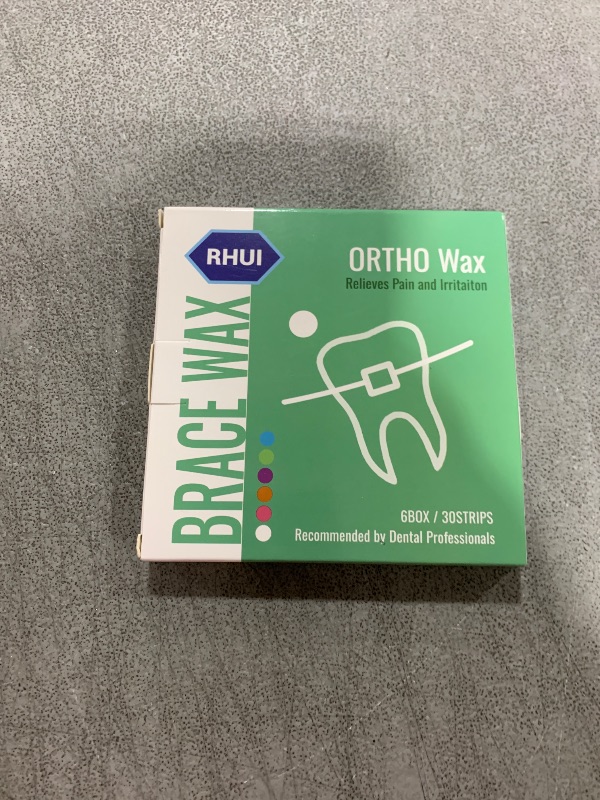 RHUI
BRACE WAX
ORTHO Wax
Relieves Pain and Irritaiton
6BOX / 30STRIPS
Recommended by Dental Professionals